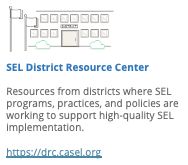 SEL District Resource Center
Resources from districts where SEL
programs, practices, and policies are
working to support high-quality SEL
implementation.
https://drc.casel.org